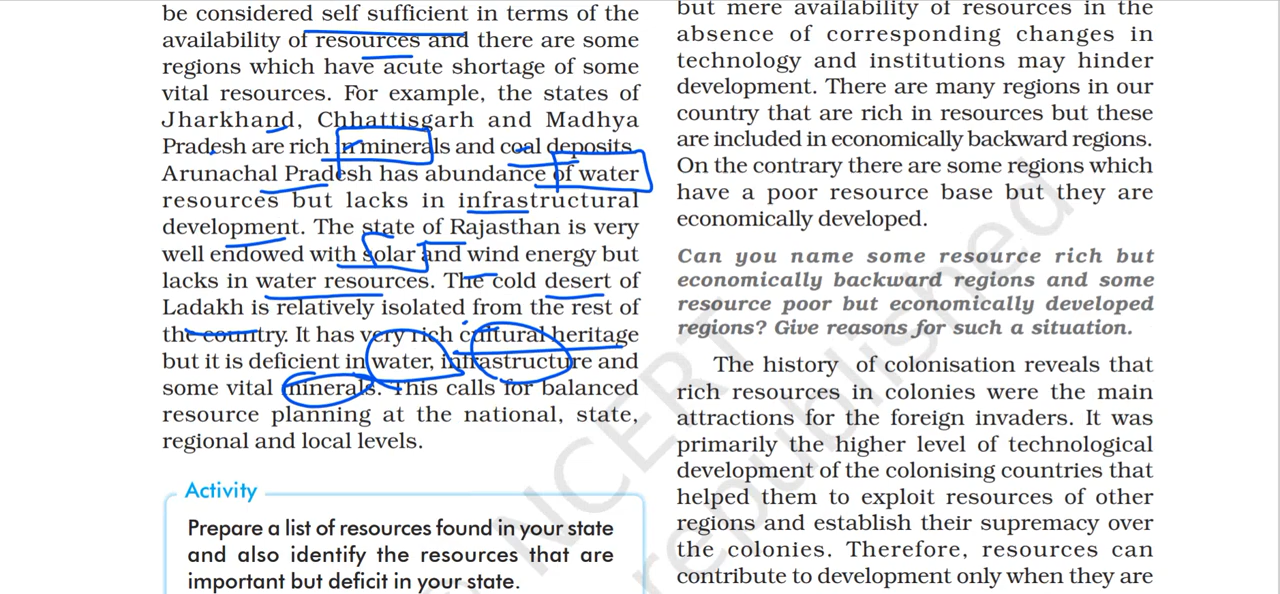 be considered self sufficient in terms of the
availability of resources and there are some
regions which have acute shortage of some
vital resources. For example, the states of
Jharkhand, Chhattisgarh and Madhya
Pradesh are rich in minerals and coal deposits.
Arunachal Pradesh has abundance of water
resources but lacks in infrastructural
development. The state of Rajasthan is very
well endowed with solar and wind energy but
lacks in water resources. The cold desert of
Ladakh is relatively isolated from the rest of
the country. It has very rich cultural heritage
but it is deficient in water, infrastructure and
some vital minerals. This calls for balanced
resource planning at the national, state,
regional and local levels.
Activity
Prepare a list of resources found in your state
and also identify the resources that are
important but deficit in your state.
but mere availability of resources in the
absence of corresponding changes in
technology and institutions may hinder
development. There are many regions in our
country that are rich in resources but these
are included in economically backward regions.
On the contrary there are some regions which
have a poor resource base but they are
economically developed.
Can you name some resource rich but
economically backward regions and some
resource poor but economically developed
regions? Give reasons for such a situation.
The history of colonisation reveals that
rich resources in colonies were the main
attractions for the foreign invaders. It was
primarily the higher level of technological
development of the colonising countries that
helped them to exploit resources of other
regions and establish their supremacy over
the colonies. Therefore, resources can
contribute to development only when they are
NCERT
republished